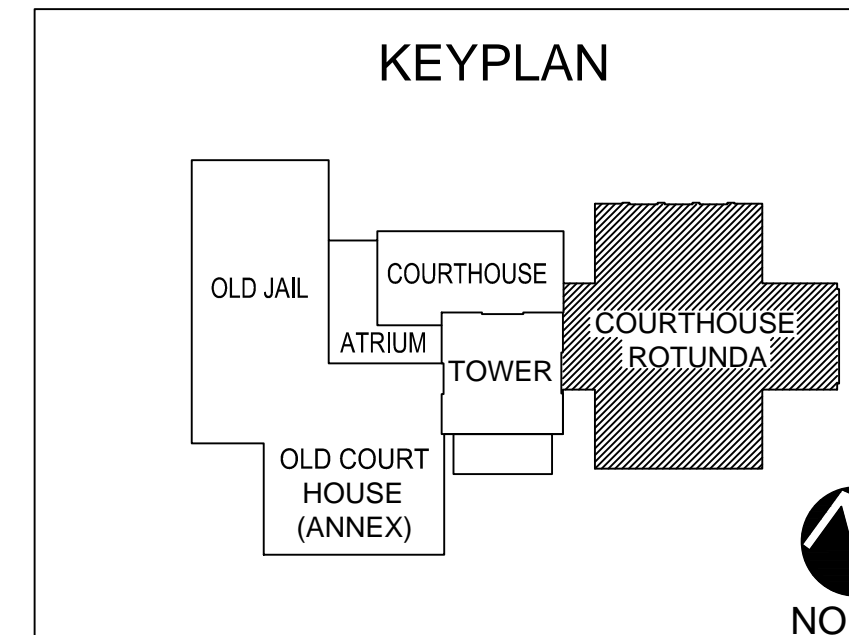 KEYPLAN
OLD JAIL
COURTHOUSE
ATRIUM
TOWER
COURTHOUSE
ROTUNDA
OLD COURT
HOUSE
(ANNEX)
NO